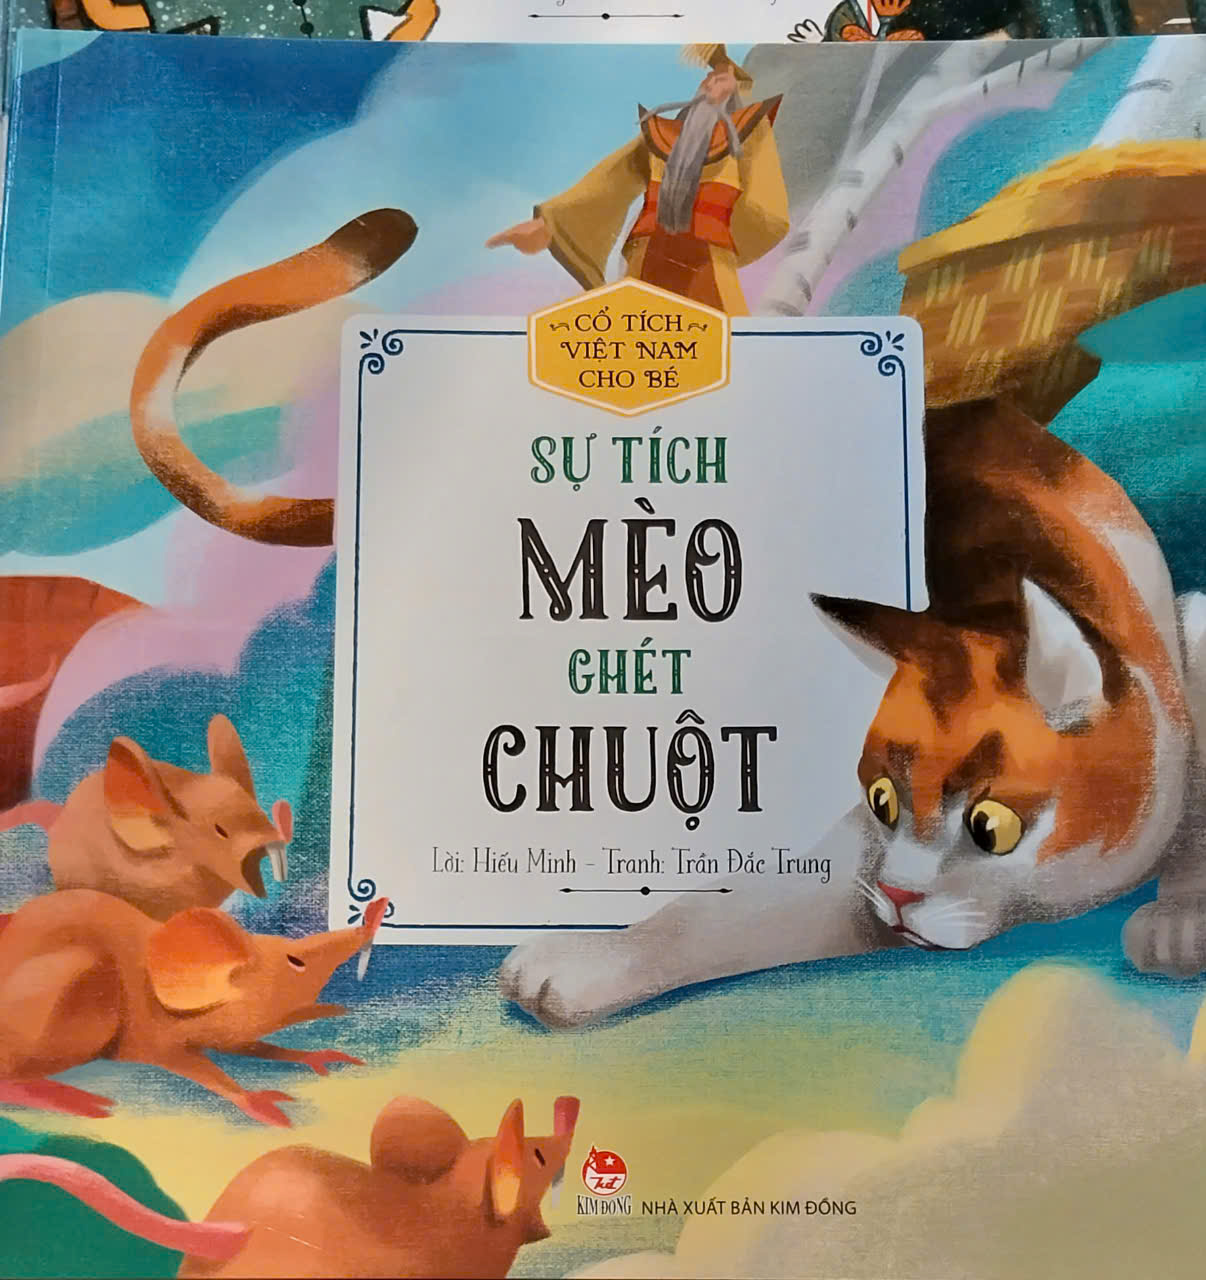 CỔ TÍCH
VIỆT NAM
CHO BÉ
SỰ TÍCH
MÈO
GHÉT
CHUỘT
Lời: Hiếu Minh – Tranh: Trần Đắc Trung
KIM ĐỒNG NHÀ XUẤT BẢN KIM ĐỒNG